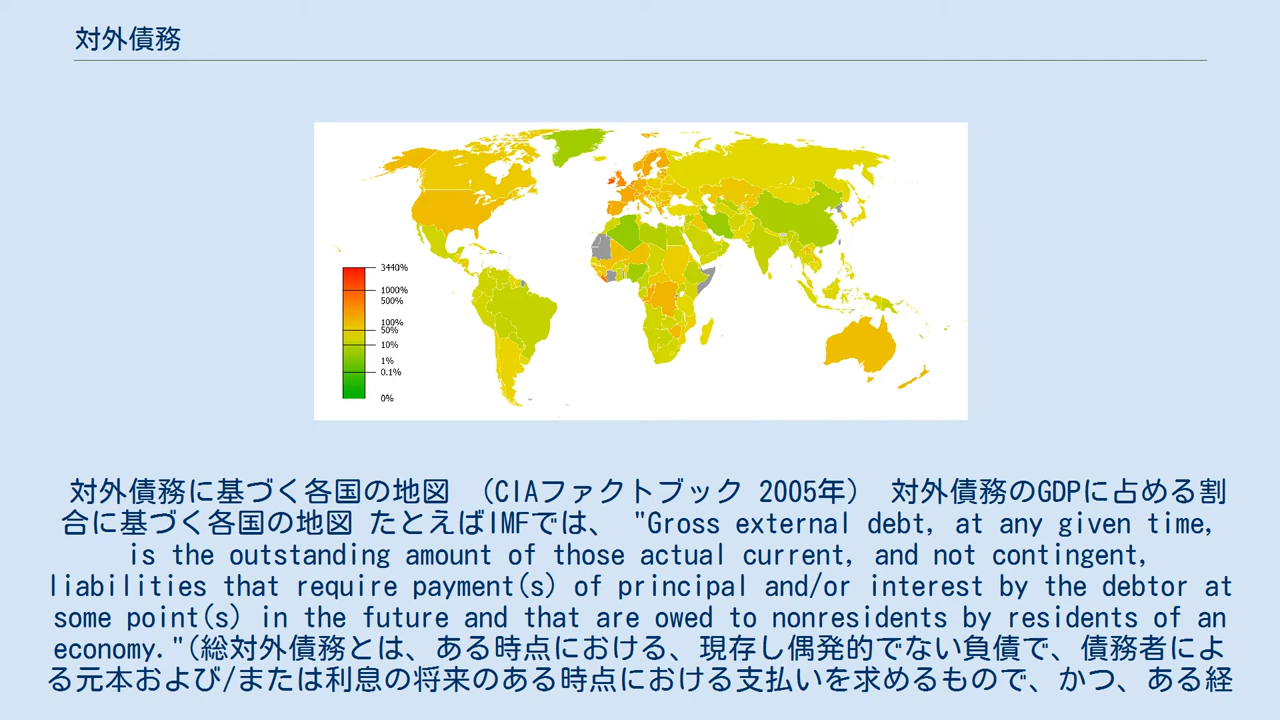 対外債務
3440%
1000%
500%
100%
50%
10%
1%
0.1%
0%
対外債務に基づく各国の地図 （CIAファクトブック 2005年） 対外債務のGDPに占める割
合に基づく各国の地図 たとえばIMFでは、 "Gross external debt, at any given time,
is the outstanding amount of those actual current, and not contingent,
liabilities that require payment(s) of principal and/or interest by the debtor at
some point(s) in the future and that are owed to nonresidents by residents of an
economy."(総対外債務とは、ある時点における、現存し偶発的でない負債で、債務者によ
る元本および/または利息の将来のある時点における支払いを求めるもので、かつ、ある経